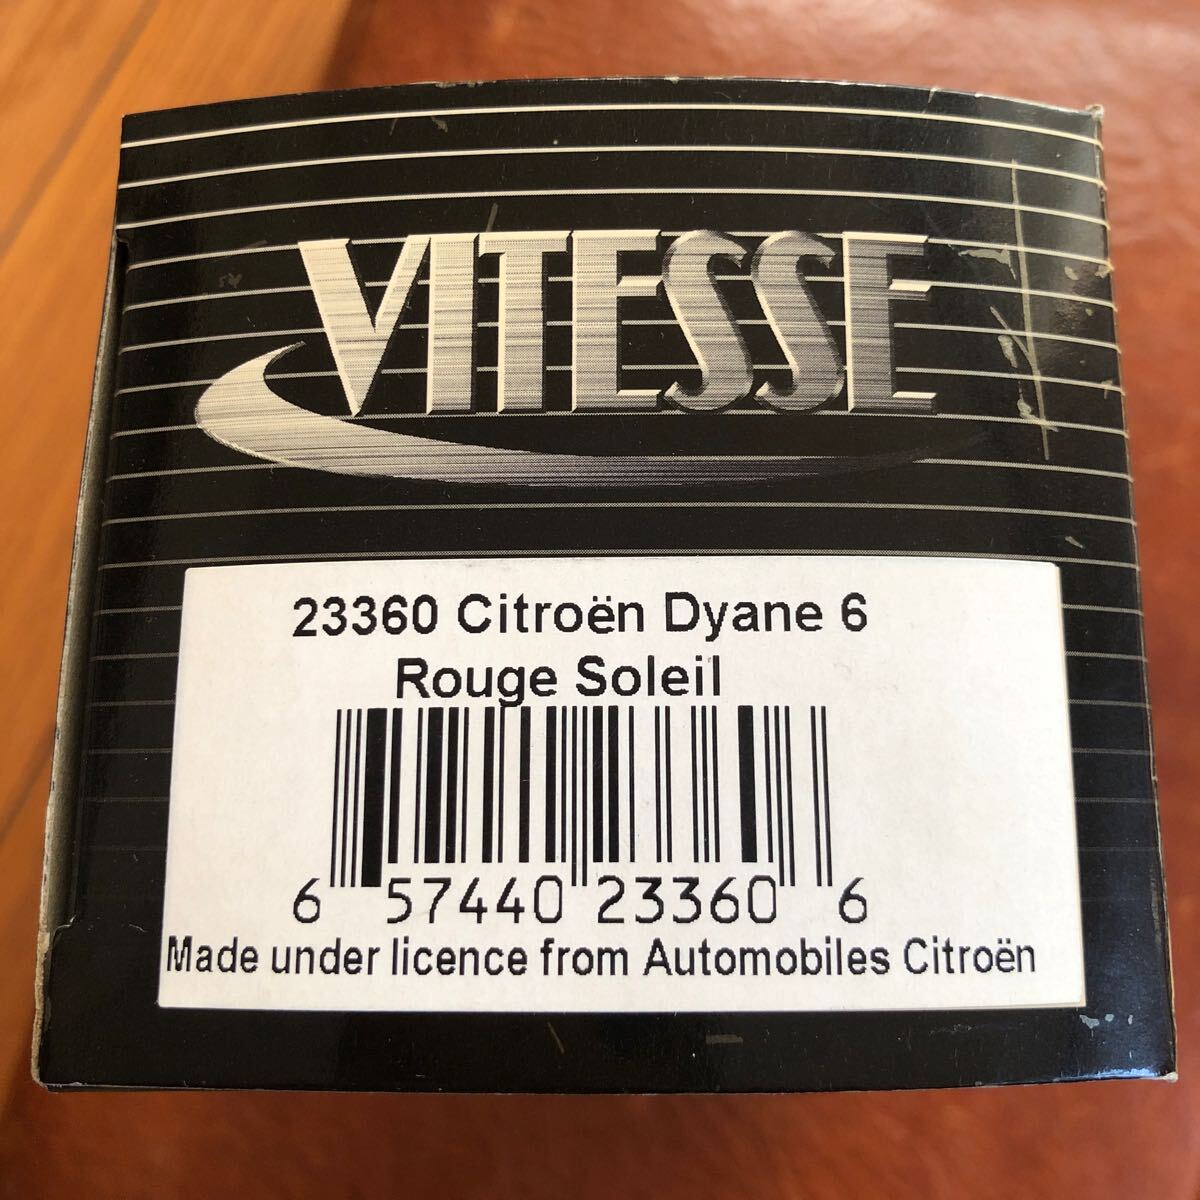 VITESSE
23360 Citroën Dyane 6
Rouge Soleil
6 57440 23360 6
Made under licence from Automobiles Citroën